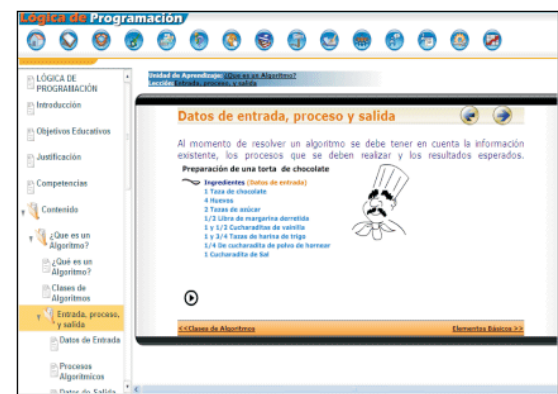 Lógica de Programación
LÓGICA DE
PROGRAMACIÓN
Introducción
Objetivos Educativos
Justificación
Competencias
Contenido
¿Que es un
Algoritmo?
¿Qué es un
Algoritmo?
Clases de
Algoritmos
Entrada, proceso,
y salida
Datos de Entrada
Procesos
Algorítmicos
Datos de Salida
Unidad de Aprendizaje: ¿Que es un Algoritmo?
Lección: Entrada, proceso, y salida
Datos de entrada, proceso y salida
Al momento de resolver un algoritmo se debe tener en cuenta la información
existente, los procesos que se deben realizar y los resultados esperados.
Preparación de una torta de chocolate
Ingredientes (Datos de entrada)
1 Taza de chocolate
4 Huevos
2 Tazas de azúcar
1/2 Libra de margarina derretida
1 y 1/2 Cucharaditas de vainilla
1 y 3/4 Tazas de harina de trigo
1/4 De cucharadita de polvo de hornear
1 Cucharadita de Sal
<<Clases de Algoritmos
Elementos Básicos >>